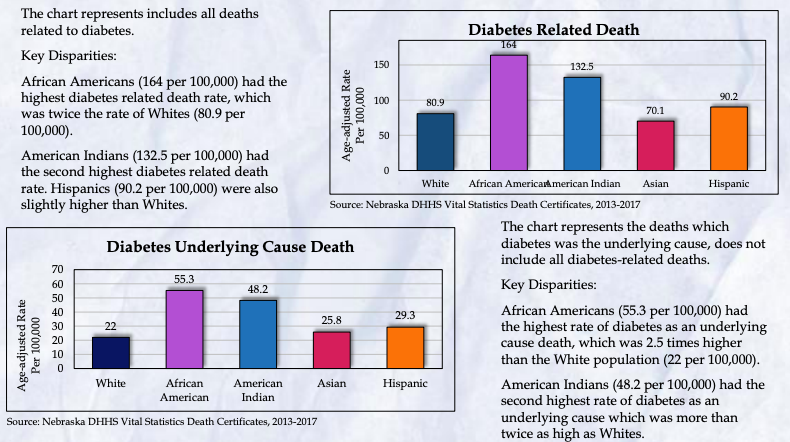 The chart represents includes all deaths
related to diabetes.
Key Disparities:
African Americans (164 per 100,000) had the
highest diabetes related death rate, which
was twice the rate of Whites (80.9 per
100,000).
American Indians (132.5 per 100,000) had
the second highest diabetes related death
rate. Hispanics (90.2 per 100,000) were also
slightly higher than Whites.
Diabetes Related Death
Age-adjusted Rate
Per 100,000
150
100
50
0
80.9
164
132.5
70.1
90.2
White
African American
American Indian
Asian
Hispanic
Source: Nebraska DHHS Vital Statistics Death Certificates, 2013-2017
Diabetes Underlying Cause Death
Age-adjusted Rate
Per 100,000
70
60
50
40
30
20
10
0
22
55.3
48.2
25.8
29.3
White
African
American
American
Indian
Asian
Hispanic
Source: Nebraska DHHS Vital Statistics Death Certificates, 2013-2017
The chart represents the deaths which
diabetes was the underlying cause, does not
include all diabetes-related deaths.
Key Disparities:
African Americans (55.3 per 100,000) had
the highest rate of diabetes as an underlying
cause death, which was 2.5 times higher
than the White population (22 per 100,000).
American Indians (48.2 per 100,000) had the
second highest rate of diabetes as an
underlying cause which was more than
twice as high as Whites.